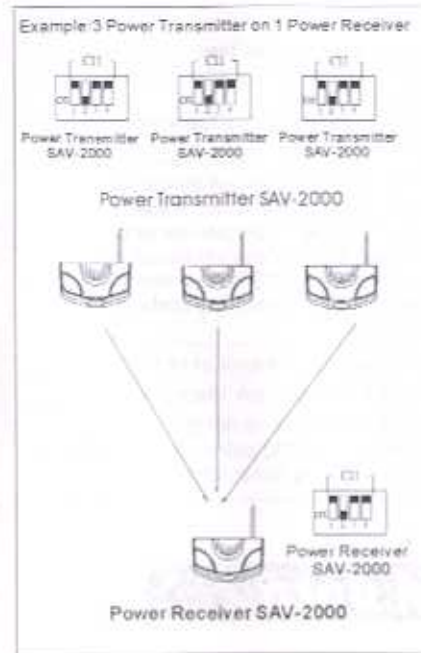 Example:3 Power Transmitter on 1 Power Receiver
Power Transmitter Power Transmitter Power Transmitter
SAV-2000 SAV-2000 SAV-2000
Power Transmitter SAV-2000
Power Receiver
SAV-2000
Power Receiver SAV-2000